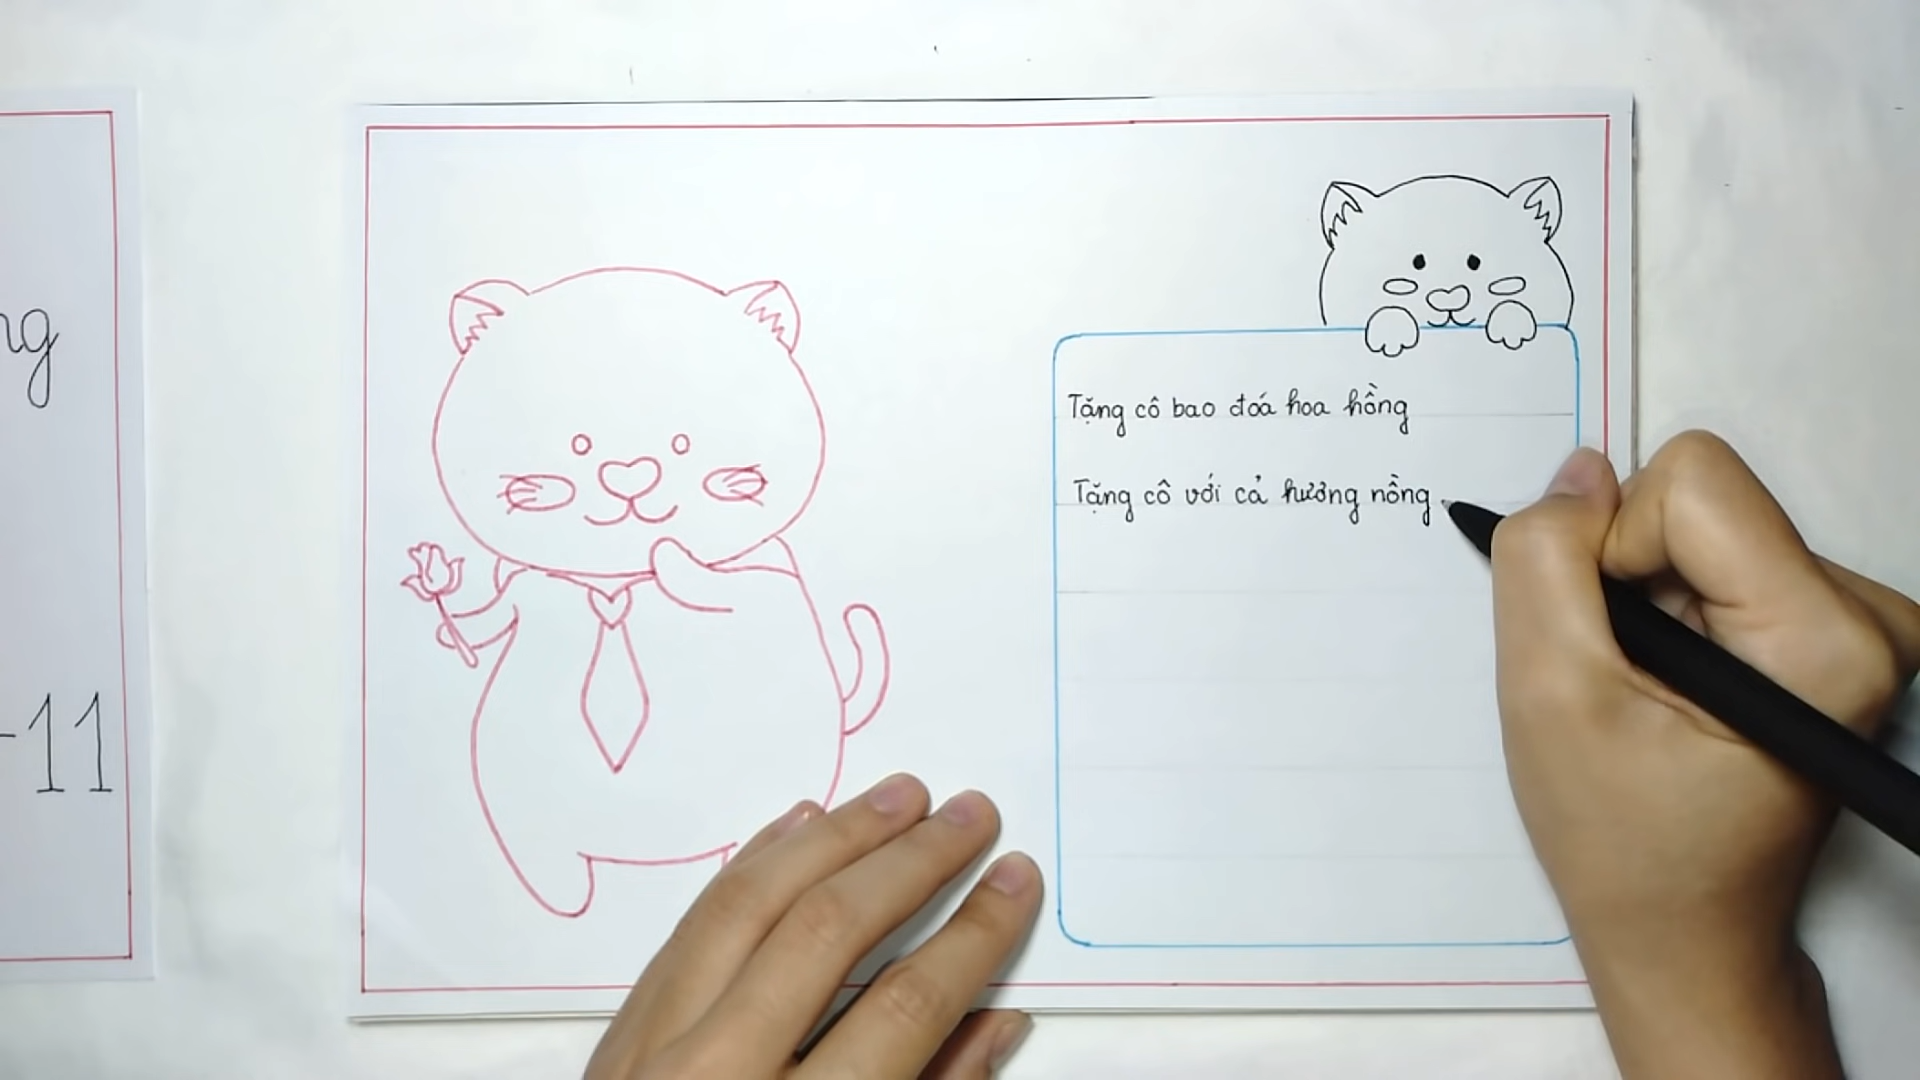 ng
-11
Tặng cô bao đoá hoa hồng
Tặng cô với cả hương nồng